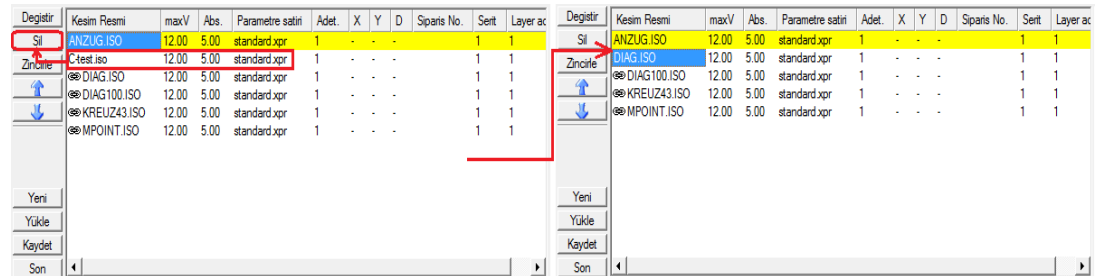 Degistir Kesim Resmi maxV Abs. Parametre satiri Adet. X Y D Siparis No. Serit Layer ac
Sil ANZUG.ISO 12.00 5.00 standard.xpr 1 - - - 1 1
Zincirle C-test.iso 12.00 5.00 standard.xpr 1 - - - 1 1
DIAG.ISO 12.00 5.00 standard.xpr 1 - - - 1 1
DIAG100.ISO 12.00 5.00 standard.xpr 1 - - - 1 1
KREUZ43.ISO 12.00 5.00 standard.xpr 1 - - - 1 1
MPOINT.ISO 12.00 5.00 standard.xpr 1 - - - 1 1
Yeni
Yükle
Kaydet
Son
Degistir Kesim Resmi maxV Abs. Parametre satiri Adet. X Y D Siparis No. Serit Layer ac
Sil ANZUG.ISO 12.00 5.00 standard.xpr 1 - - - 1 1
Zincirle DIAG.ISO 12.00 5.00 standard.xpr 1 - - - 1 1
DIAG100.ISO 12.00 5.00 standard.xpr 1 - - - 1 1
KREUZ43.ISO 12.00 5.00 standard.xpr 1 - - - 1 1
MPOINT.ISO 12.00 5.00 standard.xpr 1 - - - 1 1
Yeni
Yükle
Kaydet
Son